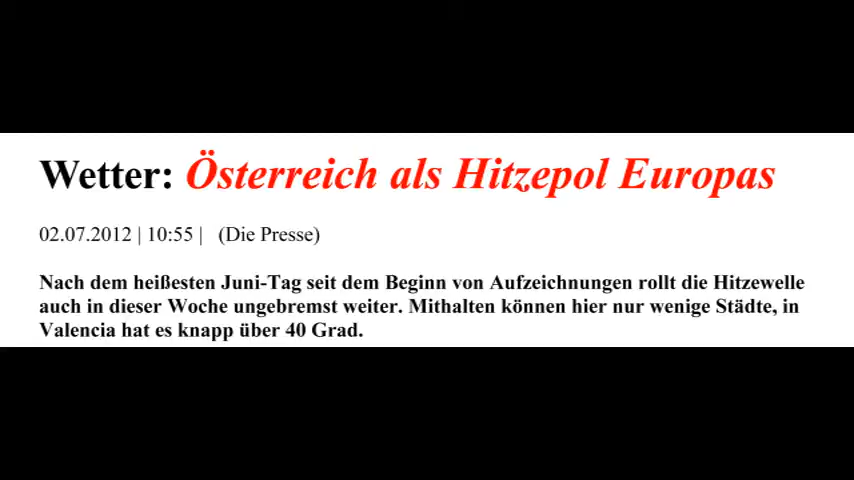 Wetter: Österreich als Hitzepol Europas
02.07.2012 | 10:55 | (Die Presse)
Nach dem heißesten Juni-Tag seit dem Beginn von Aufzeichnungen rollt die Hitzewelle
auch in dieser Woche ungebremst weiter. Mithalten können hier nur wenige Städte, in
Valencia hat es knapp über 40 Grad.